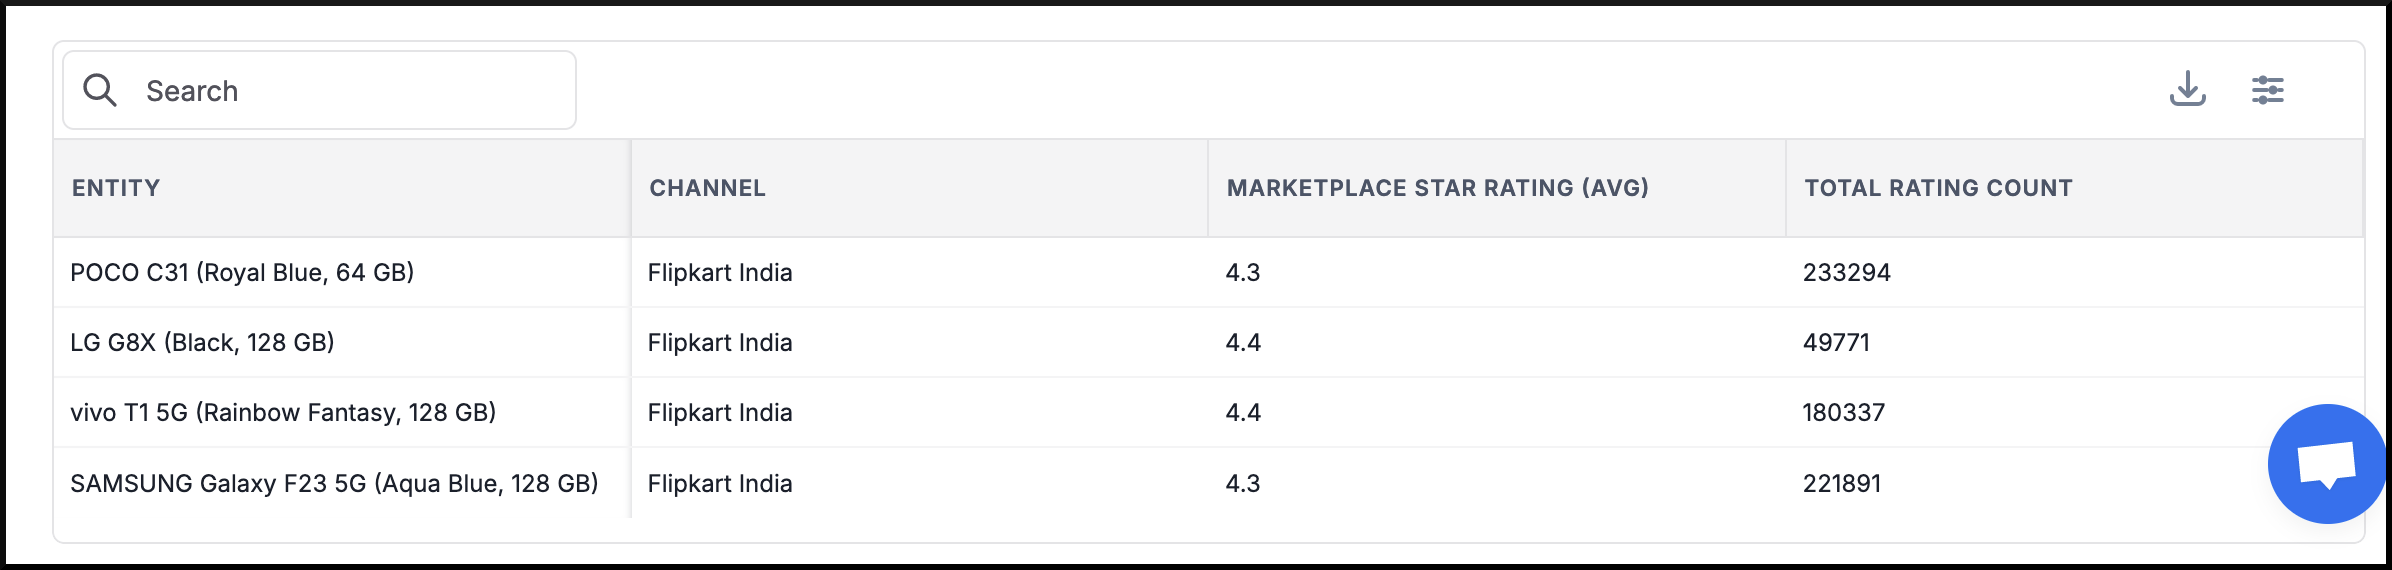 Search
ENTITY CHANNEL MARKETPLACE STAR RATING (AVG) TOTAL RATING COUNT
POCO C31 (Royal Blue, 64 GB) Flipkart India 4.3 233294
LG G8X (Black, 128 GB) Flipkart India 4.4 49771
vivo T1 5G (Rainbow Fantasy, 128 GB) Flipkart India 4.4 180337
SAMSUNG Galaxy F23 5G (Aqua Blue, 128 GB) Flipkart India 4.3 221891